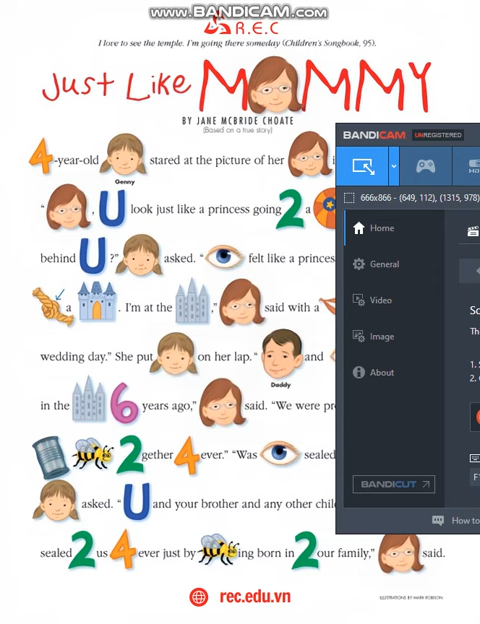 www.BANDICAM.com
R.E.C
I love to see the temple. I'm going there someday (Children's Songbook, 95).
Just Like MOMMY
BY JANE MCBRIDE CHOATE
(Based on a true story)
4-year-old stared at the picture of her
Genny
" , U look just like a princess going 2 a
behind U ?" asked. " felt like a princess
a . I'm at the ," said with a
wedding day." She put on her lap. " and
Daddy
in the 6 years ago," said. "We were
2gether 4 ever." "Was sealed
asked. "U and your brother and any other
sealed 2 us 4 ever just by ing born in 2 our family," said.
rec.edu.vn
ILLUSTRATIONS BY MARK ROBISON
BANDICAM UNREGISTERED
666x866 - (649, 112), (1315, 978)
Home
General
Video
Image
About
BANDICUT
How to